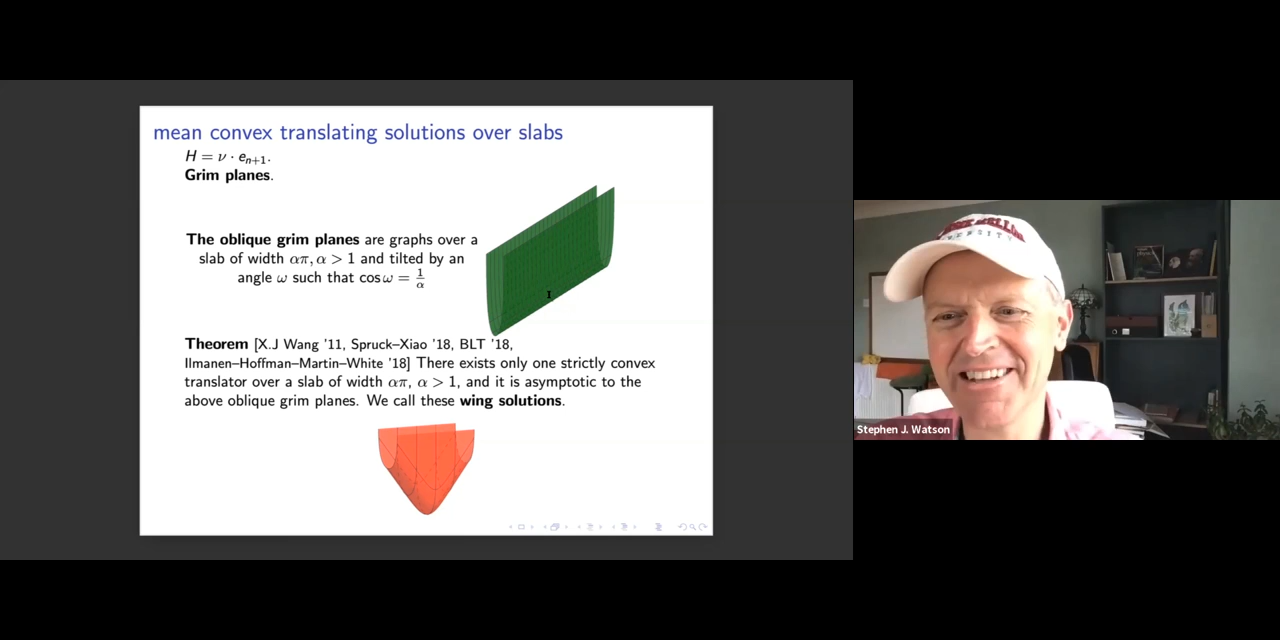 mean convex translating solutions over slabs
H = ν · eₙ₊₁.
Grim planes.
The oblique grim planes are graphs over a
slab of width απ, α > 1 and tilted by an
angle ω such that cos ω = 1/α
Theorem [X.J Wang '11, Spruck–Xiao '18, BLT '18,
Ilmanen–Hoffman–Martin–White '18] There exists only one strictly convex
translator over a slab of width απ, α > 1, and it is asymptotic to the
above oblique grim planes. We call these wing solutions.
Stephen J. Watson